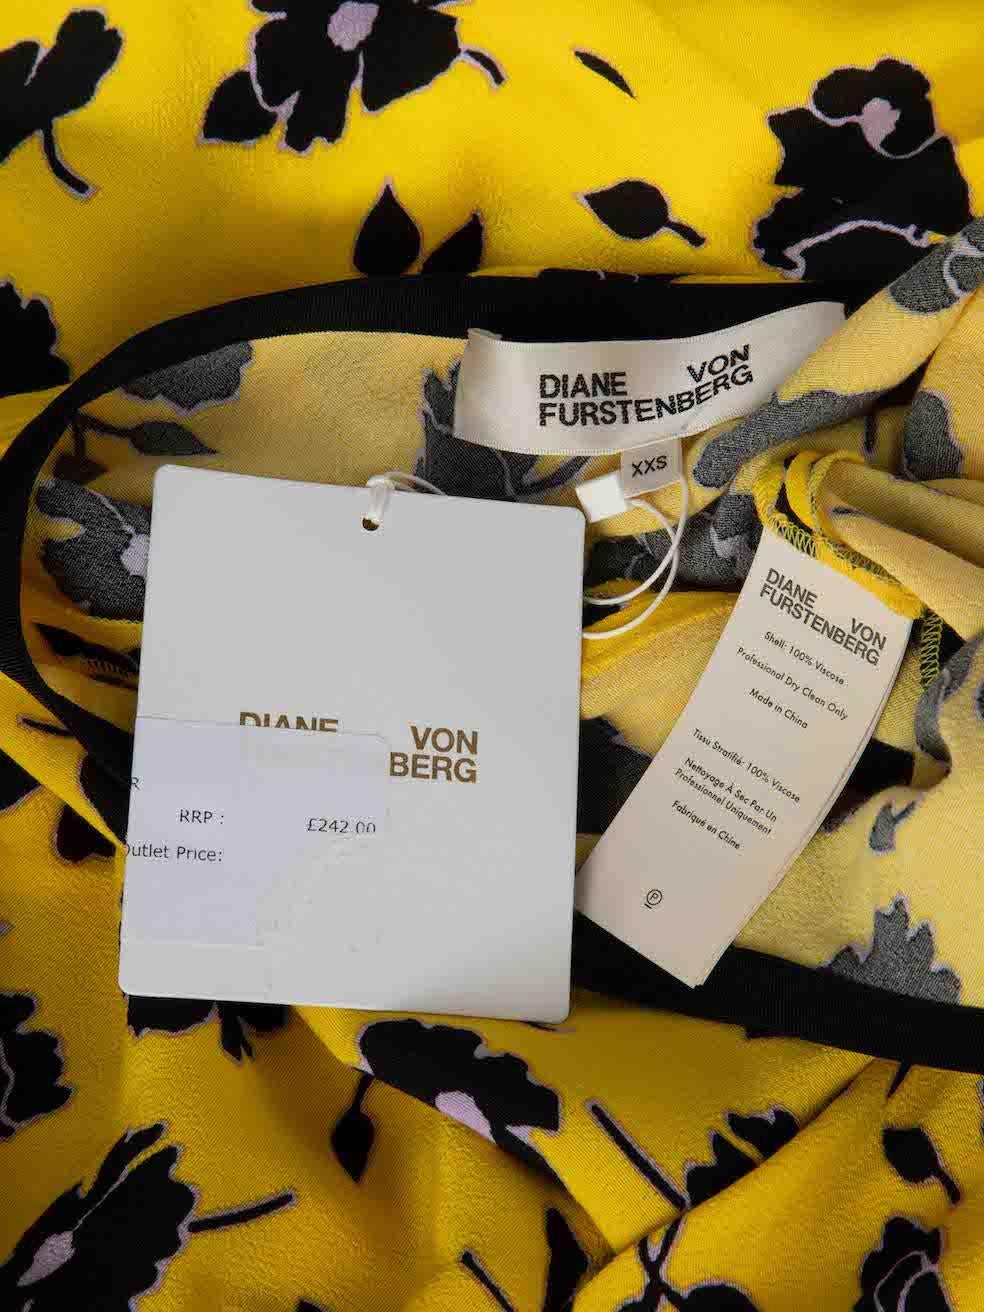 DIANE VON
FURSTENBERG
XXS
DIANE VON
BERG
R
RRP : £242.00
Outlet Price:
DIANE VON
FURSTENBERG
Shell: 100% Viscose
Professional Dry Clean Only
Made in China
Tissu Stratifié: 100% Viscose
Nettoyage À Sec Par Un
Professionnel Uniquement
Fabriqué en Chine
P